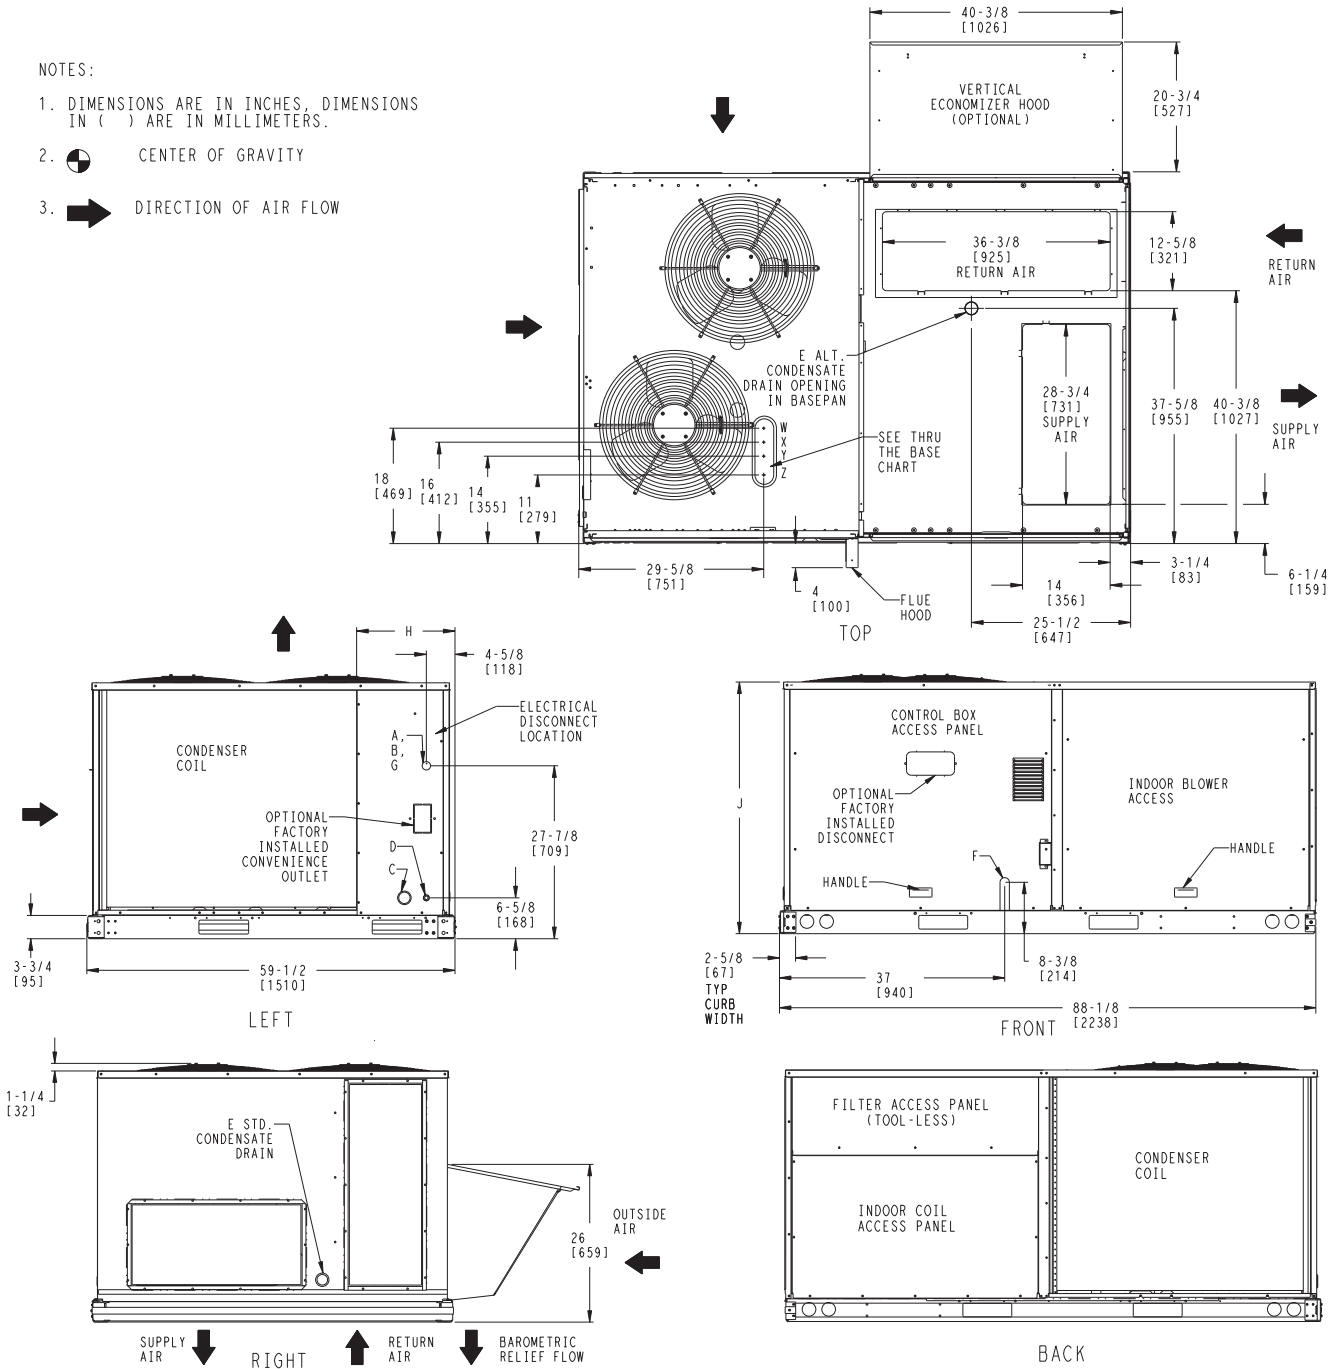 NOTES:
1. DIMENSIONS ARE IN INCHES, DIMENSIONS
IN ( ) ARE IN MILLIMETERS.
2. CENTER OF GRAVITY
3. DIRECTION OF AIR FLOW
40-3/8
[1026]
VERTICAL
ECONOMIZER HOOD
(OPTIONAL)
20-3/4
[527]
36-3/8
[925]
RETURN AIR
12-5/8
[321]
RETURN
AIR
E ALT.
CONDENSATE
DRAIN OPENING
IN BASEPAN
28-3/4
[731]
SUPPLY
AIR
37-5/8
[955]
40-3/8
[1027]
SUPPLY
AIR
W
X
Y
Z
SEE THRU
THE BASE
CHART
18
[469]
16
[412]
14
[355]
11
[279]
29-5/8
[751]
4
[100]
FLUE
HOOD
14
[356]
3-1/4
[83]
6-1/4
[159]
25-1/2
[647]
TOP
H
4-5/8
[118]
ELECTRICAL
DISCONNECT
LOCATION
A,
B,
G
CONDENSER
COIL
OPTIONAL
FACTORY
INSTALLED
CONVENIENCE
OUTLET
D
C
27-7/8
[709]
6-5/8
[168]
3-3/4
[95]
59-1/2
[1510]
LEFT
CONTROL BOX
ACCESS PANEL
J
OPTIONAL
FACTORY
INSTALLED
DISCONNECT
INDOOR BLOWER
ACCESS
F
HANDLE
HANDLE
2-5/8
[67]
TYP
CURB
WIDTH
37
[940]
8-3/8
[214]
88-1/8
[2238]
FRONT
1-1/4
[32]
E STD.
CONDENSATE
DRAIN
26
[659]
OUTSIDE
AIR
SUPPLY
AIR
RIGHT
RETURN
AIR
BAROMETRIC
RELIEF FLOW
FILTER ACCESS PANEL
(TOOL-LESS)
CONDENSER
COIL
INDOOR COIL
ACCESS PANEL
BACK